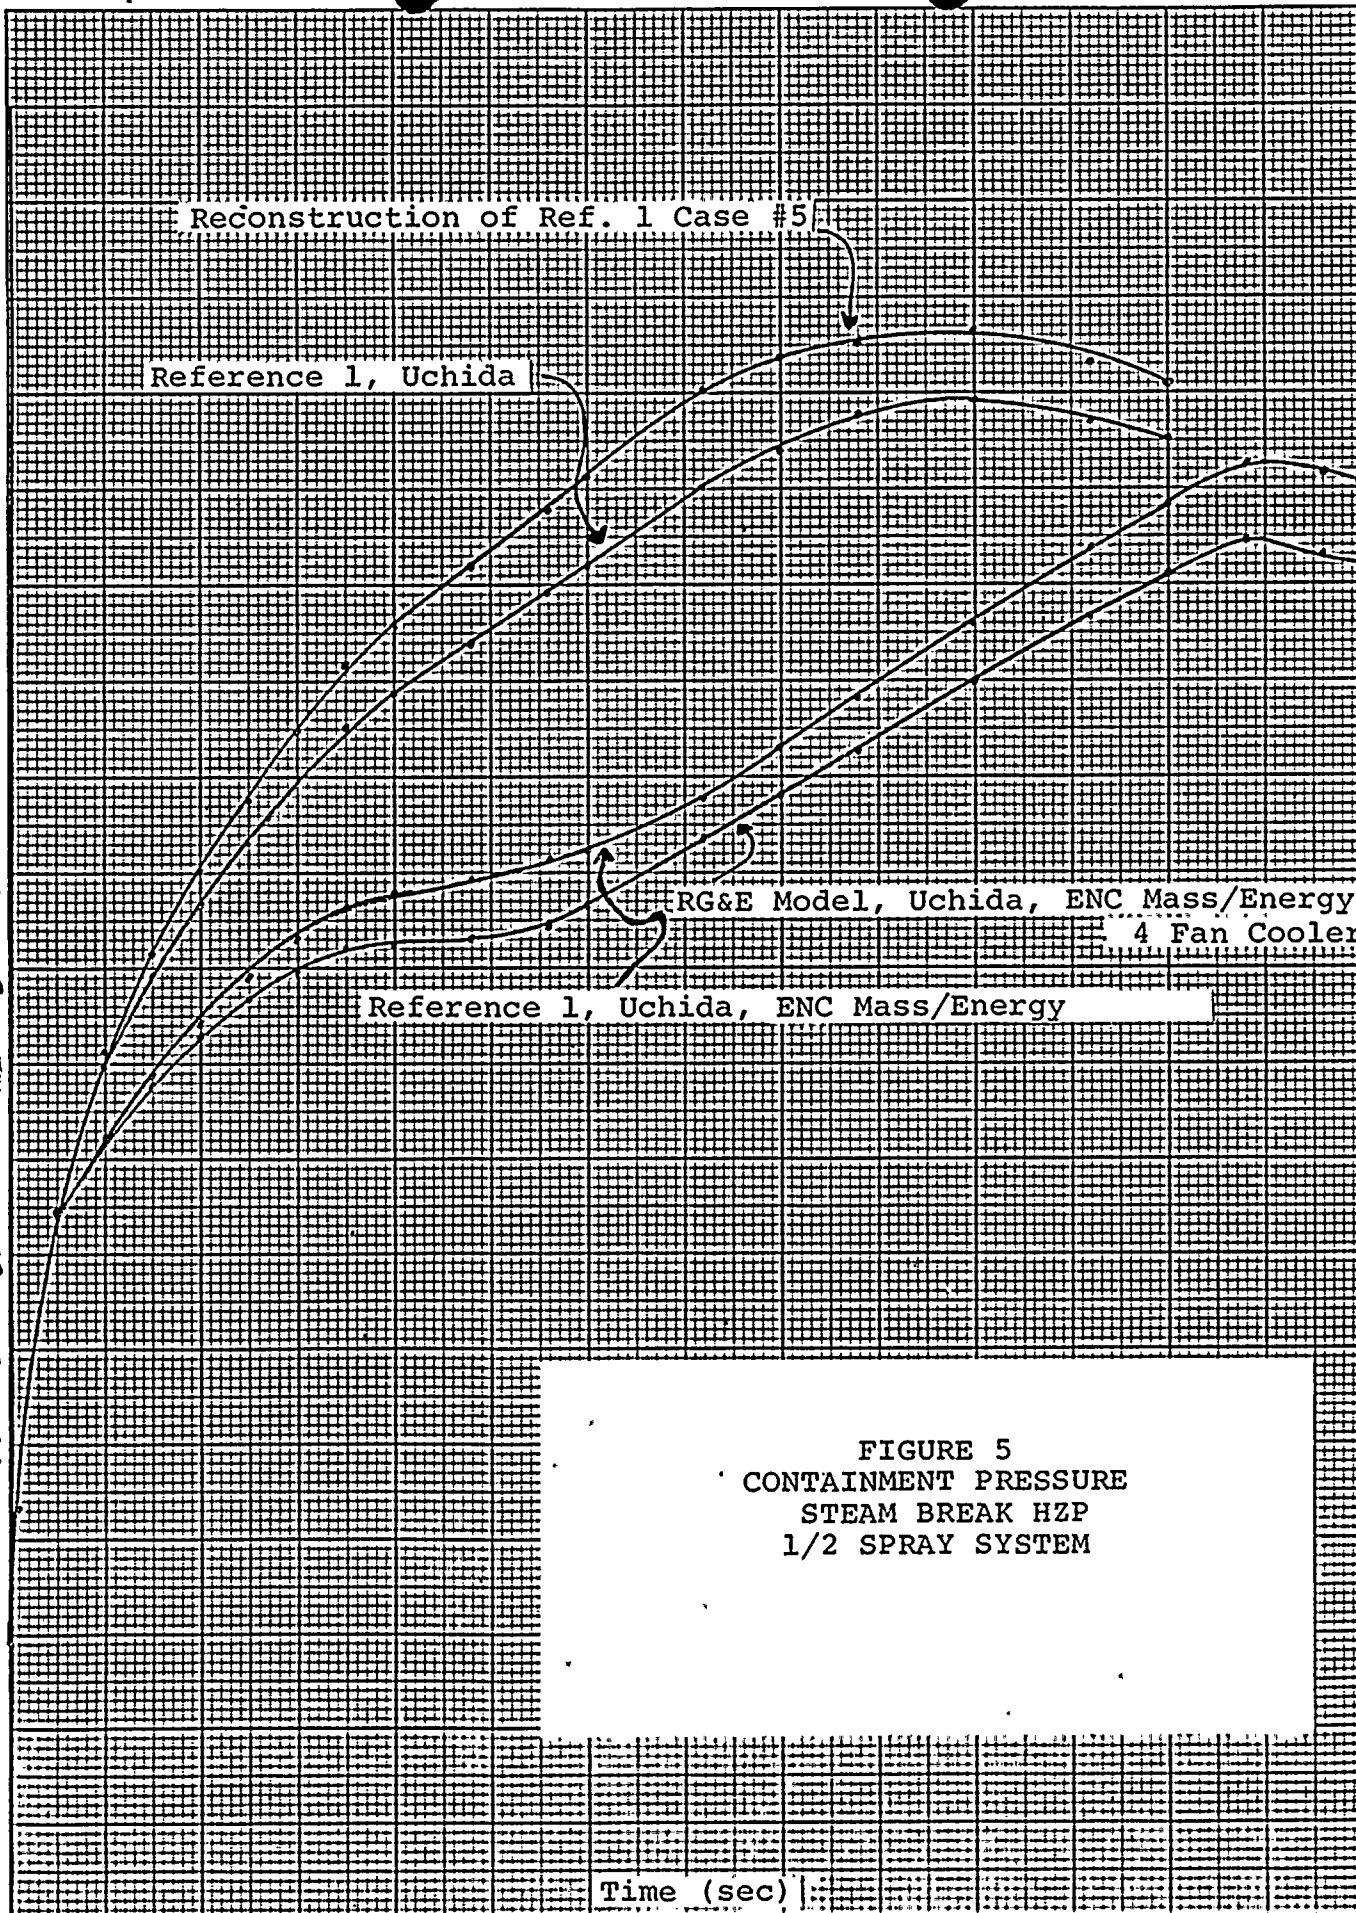 Reconstruction of Ref. 1 Case #5
Reference 1, Uchida
RG&E Model, Uchida, ENC Mass/Energy
4 Fan Cooler
Reference 1, Uchida, ENC Mass/Energy
FIGURE 5
CONTAINMENT PRESSURE
STEAM BREAK HZP
1/2 SPRAY SYSTEM
Time (sec)